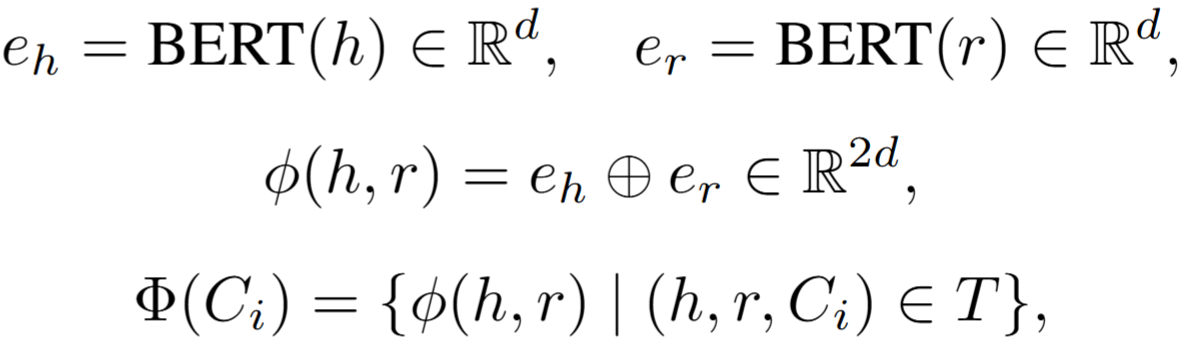 e_h = BERT(h) ∈ ℝ^d, e_r = BERT(r) ∈ ℝ^d,
ϕ(h, r) = e_h ⊕ e_r ∈ ℝ^{2d},
Φ(C_i) = {ϕ(h, r) | (h, r, C_i) ∈ T},